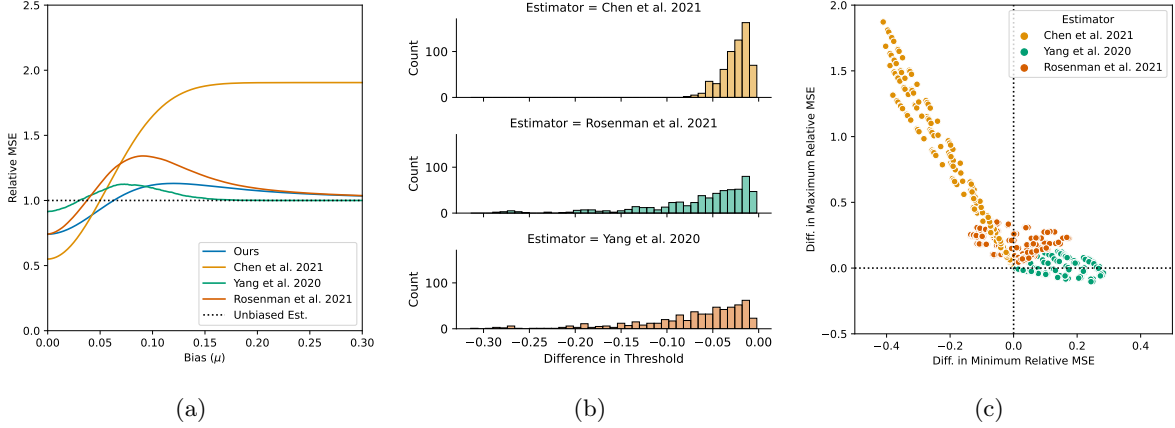 2.5
2.0
1.5
1.0
0.5
0.0
Relative MSE
Ours
Chen et al. 2021
Yang et al. 2020
Rosenman et al. 2021
Unbiased Est.
0.00 0.05 0.10 0.15 0.20 0.25 0.30
Bias (μ)
(a)
Estimator = Chen et al. 2021
Count
100
0
Estimator = Rosenman et al. 2021
Count
100
0
Estimator = Yang et al. 2020
Count
100
0
−0.30 −0.25 −0.20 −0.15 −0.10 −0.05 0.00
Difference in Threshold
(b)
2.0
1.5
1.0
0.5
0.0
−0.5
Diff. in Maximum Relative MSE
Estimator
Chen et al. 2021
Yang et al. 2020
Rosenman et al. 2021
−0.4 −0.2 0.0 0.2 0.4
Diff. in Minimum Relative MSE
(c)